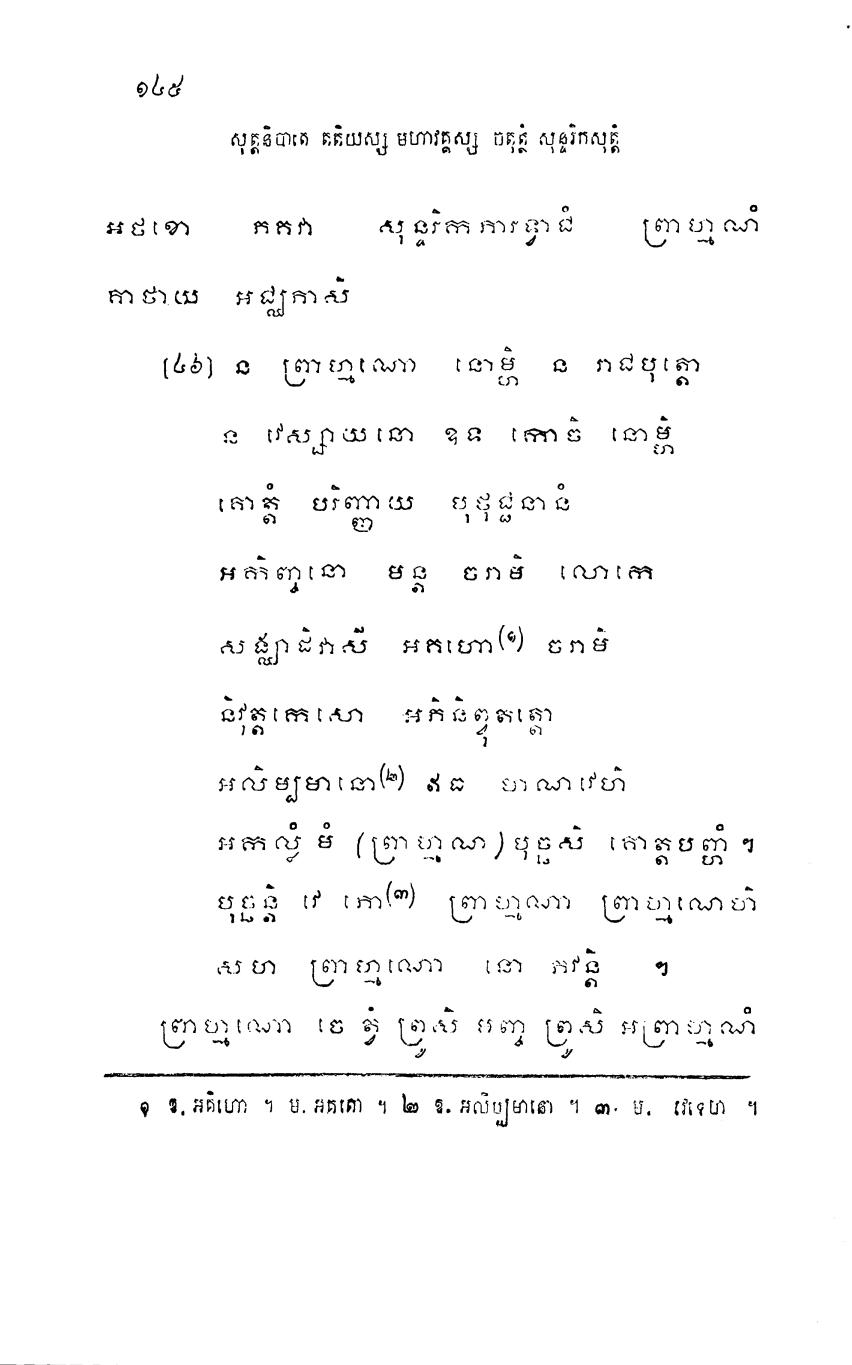 ១៤៥
សុត្តនិបាតេ តតិយស្ស មហាវគ្គស្ស ចតុត្ថំ សុន្ទរិកសុត្តំ
អថខោ ភគវា សុន្ទរិកភារទ្វាជំ ព្រាហ្មណំ
គាថាយ អជ្ឈភាសិ
[៤៦] ន ព្រាហ្មណោ នោម្ហិ ន រាជបុត្តោ
ន វេស្សាយនោ ឧទ កោចិ នោម្ហិ
គោត្តំ បរិញ្ញាយ បុថុជ្ជនានំ
អកិញ្ចនោ មន្ត ចរាមិ លោកេ
សង្ឃាដិវាសី អគហោ(១) ចរាមិ
និវុត្តកេសោ អភិនិព្វុតត្តោ
អលិម្បមានោ(២) ឥធ មាណវេហិ
អកល្លំ មំ (ព្រាហ្មណ) បុច្ឆសិ គោត្តបញ្ហំ ។
បុច្ឆន្តិ វេ ភោ(៣) ព្រាហ្មណា ព្រាហ្មណេហិ
សហ ព្រាហ្មណោ នោ ភវន្តិ ។
ព្រាហ្មណោ ចេ ត្វំ ព្រូសិ អញ្ច ព្រូសិ អព្រាហ្មណំ
១ ឱ. អគិហោ ។ ម. អគតោ ។ ២ ឱ. អលិប្បមានោ ។ ៣. ម. វេទេហ ។